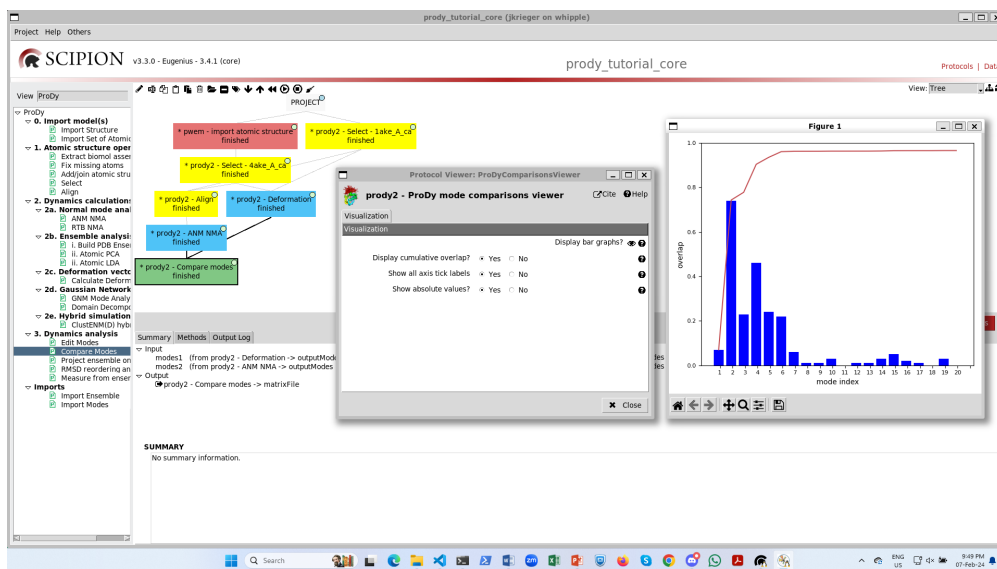 prody_tutorial_core (jkrieger on whipple)
Project Help Others
SCIPION v3.3.0 - Eugenius - 3.4.1 (core)
prody_tutorial_core
Protocols | Dat
View ProDy
View: Tree
ProDy
0. Import model(s)
Import Structure
Import Set of Atomic
1. Atomic structure oper
Extract biomol asser
Fix missing atoms
Add/join atomic stru
Select
Align
2. Dynamics calculations
2a. Normal mode anal
ANM NMA
RTB NMA
2b. Ensemble analysis
i. Build PDB Ense
ii. Atomic PCA
ii. Atomic LDA
2c. Deformation vecto
Calculate Deform
2d. Gaussian Network
GNM Mode Analy
Domain Decompo
2e. Hybrid simulation
ClustENM(D) hybr
3. Dynamics analysis
Edit Modes
Compare Modes
Project ensemble on
RMSD reordering an
Measure from enser
Imports
Import Ensemble
Import Modes
PROJECT
* pwem - import atomic structure
finished
* prody2 - Select - 1ake_A_ca
finished
* prody2 - Select - 4ake_A_ca
finished
* prody2 - Align
finished
* prody2 - Deformation
finished
* prody2 - ANM NMA
finished
* prody2 - Compare modes
finished
Summary Methods Output Log
Input
modes1 (from prody2 - Deformation -> outputMode
modes2 (from prody2 - ANM NMA -> outputModes
Output
prody2 - Compare modes -> matrixFile
SUMMARY
No summary information.
Protocol Viewer: ProDyComparisonsViewer
prody2 - ProDy mode comparisons viewer
Cite Help
Visualization
Visualization
Display bar graphs?
Display cumulative overlap? Yes No
Show all axis tick labels Yes No
Show absolute values? Yes No
Close
Figure 1
1.0
0.8
0.6
0.4
0.2
0.0
overlap
1 2 3 4 5 6 7 8 9 10 11 12 13 14 15 16 17 18 19 20
mode index
Search
ENG
US
9:49 PM
07-Feb-24